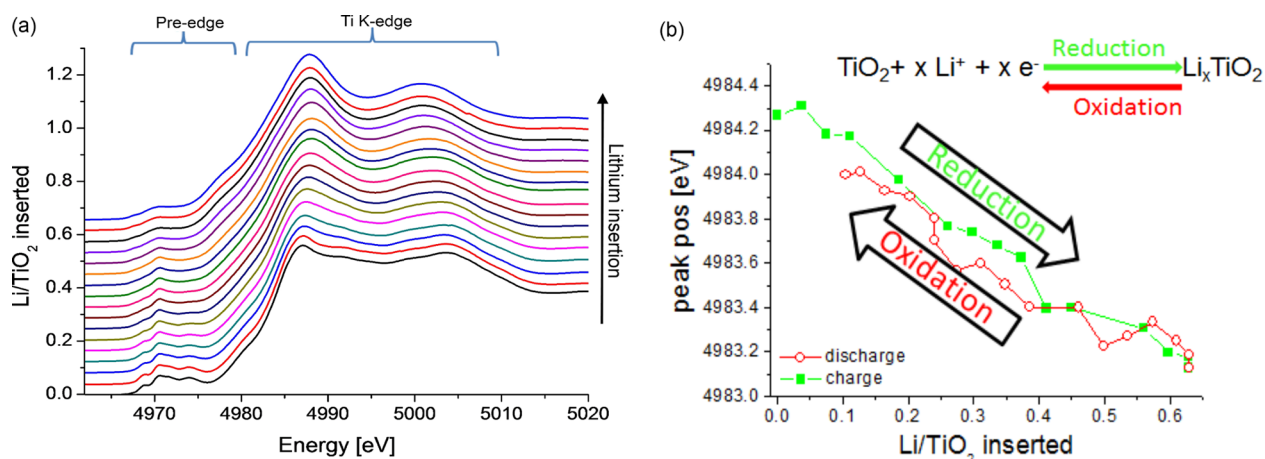 (a)
Pre-edge
Ti K-edge
1.2
1.0
0.8
0.6
0.4
0.2
0.0
Li/TiO₂ inserted
Lithium insertion
4970 4980 4990 5000 5010 5020
Energy [eV]
(b)
Reduction
TiO₂+ x Li⁺ + x e⁻ LiₓTiO₂
Oxidation
4984.4
4984.2
4984.0
4983.8
4983.6
4983.4
4983.2
4983.0
peak pos [eV]
Reduction
Oxidation
discharge
charge
0.0 0.1 0.2 0.3 0.4 0.5 0.6
Li/TiO₂ inserted